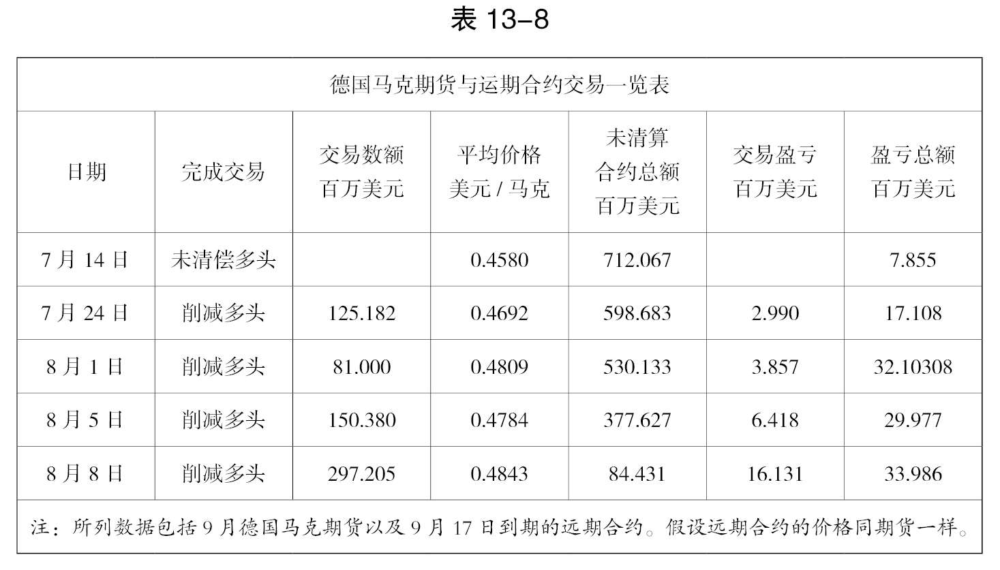 表 13-8
德国马克期货与运期合约交易一览表
日期 完成交易 交易数额 百万美元 平均价格 美元/马克 未清算 合约总额 百万美元 交易盈亏 百万美元 盈亏总额 百万美元
7月14日 未清偿多头 0.4580 712.067 7.855
7月24日 削减多头 125.182 0.4692 598.683 2.990 17.108
8月1日 削减多头 81.000 0.4809 530.133 3.857 32.10308
8月5日 削减多头 150.380 0.4784 377.627 6.418 29.977
8月8日 削减多头 297.205 0.4843 84.431 16.131 33.986
注：所列数据包括9月德国马克期货以及9月17日到期的远期合约。假设远期合约的价格同期货一样。